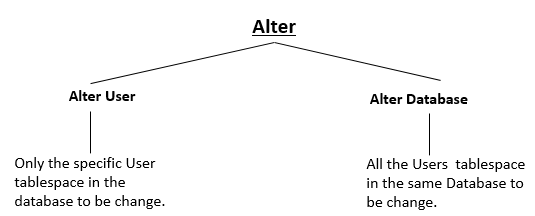 Alter
Alter User
Alter Database
Only the specific User
tablespace in the
database to be change.
All the Users tablespace
in the same Database to
be change.